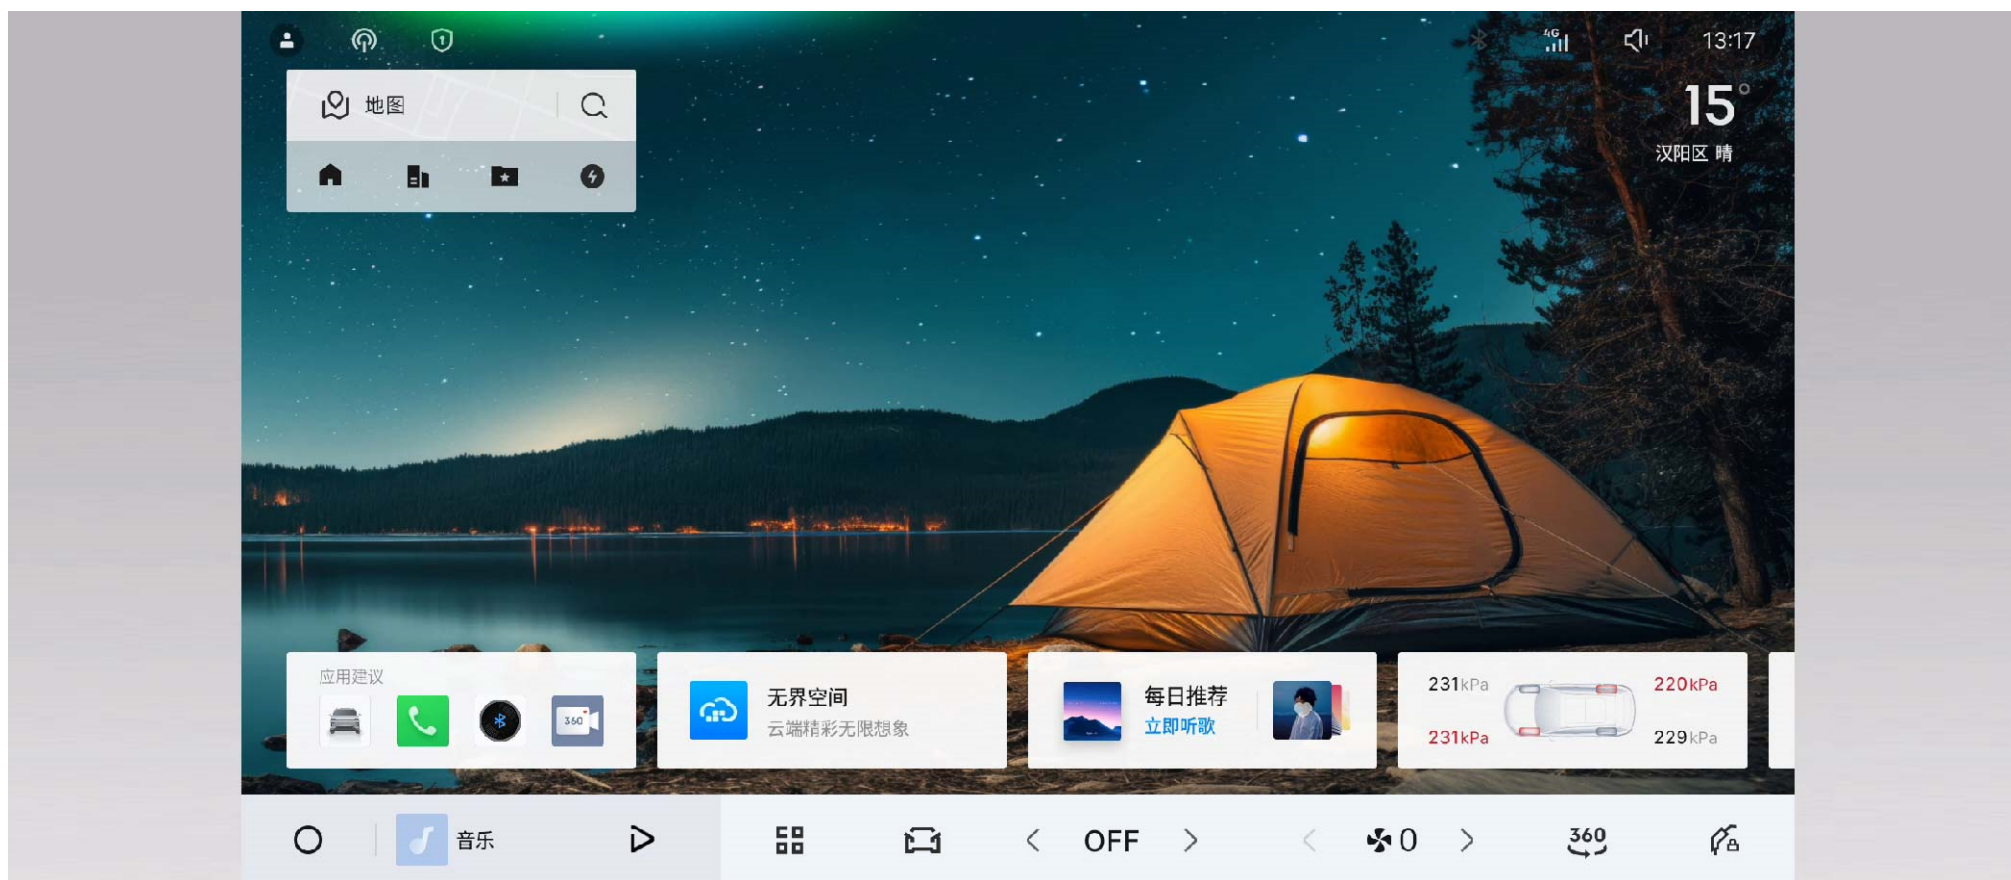 4G
13:17
地图
15°
汉阳区 晴
应用建议
360
无界空间
云端精彩无限想象
每日推荐
立即听歌
231kPa
220kPa
231kPa
229kPa
音乐
OFF
0
360